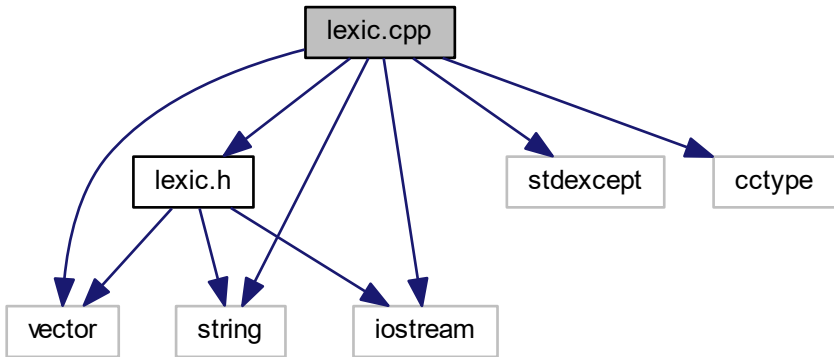 lexic.cpp
lexic.h
stdexcept
cctype
vector
string
iostream